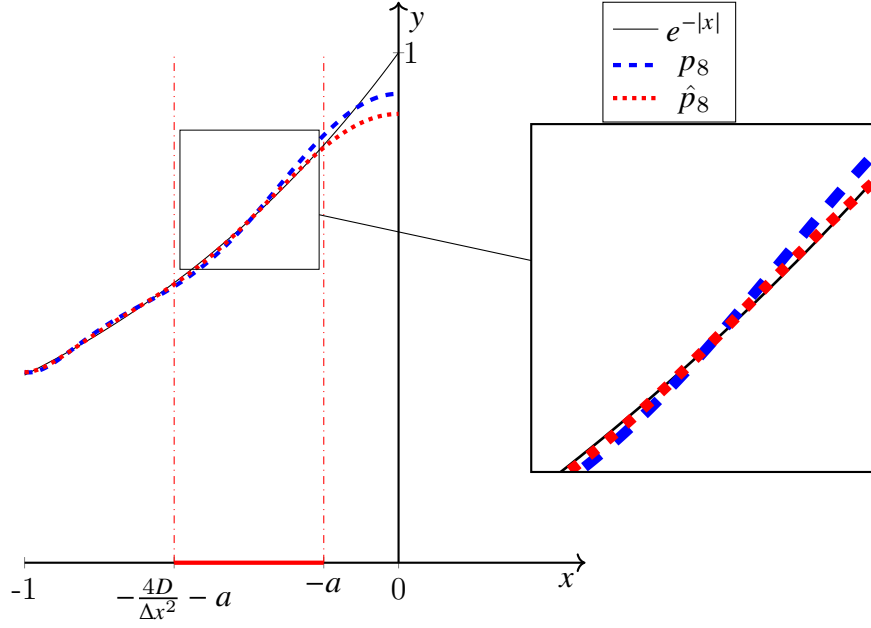 y
1
e^{-|x|}
p_8
\hat{p}_8
-1
-\frac{4D}{\Delta x^2} - a
-a
0
x